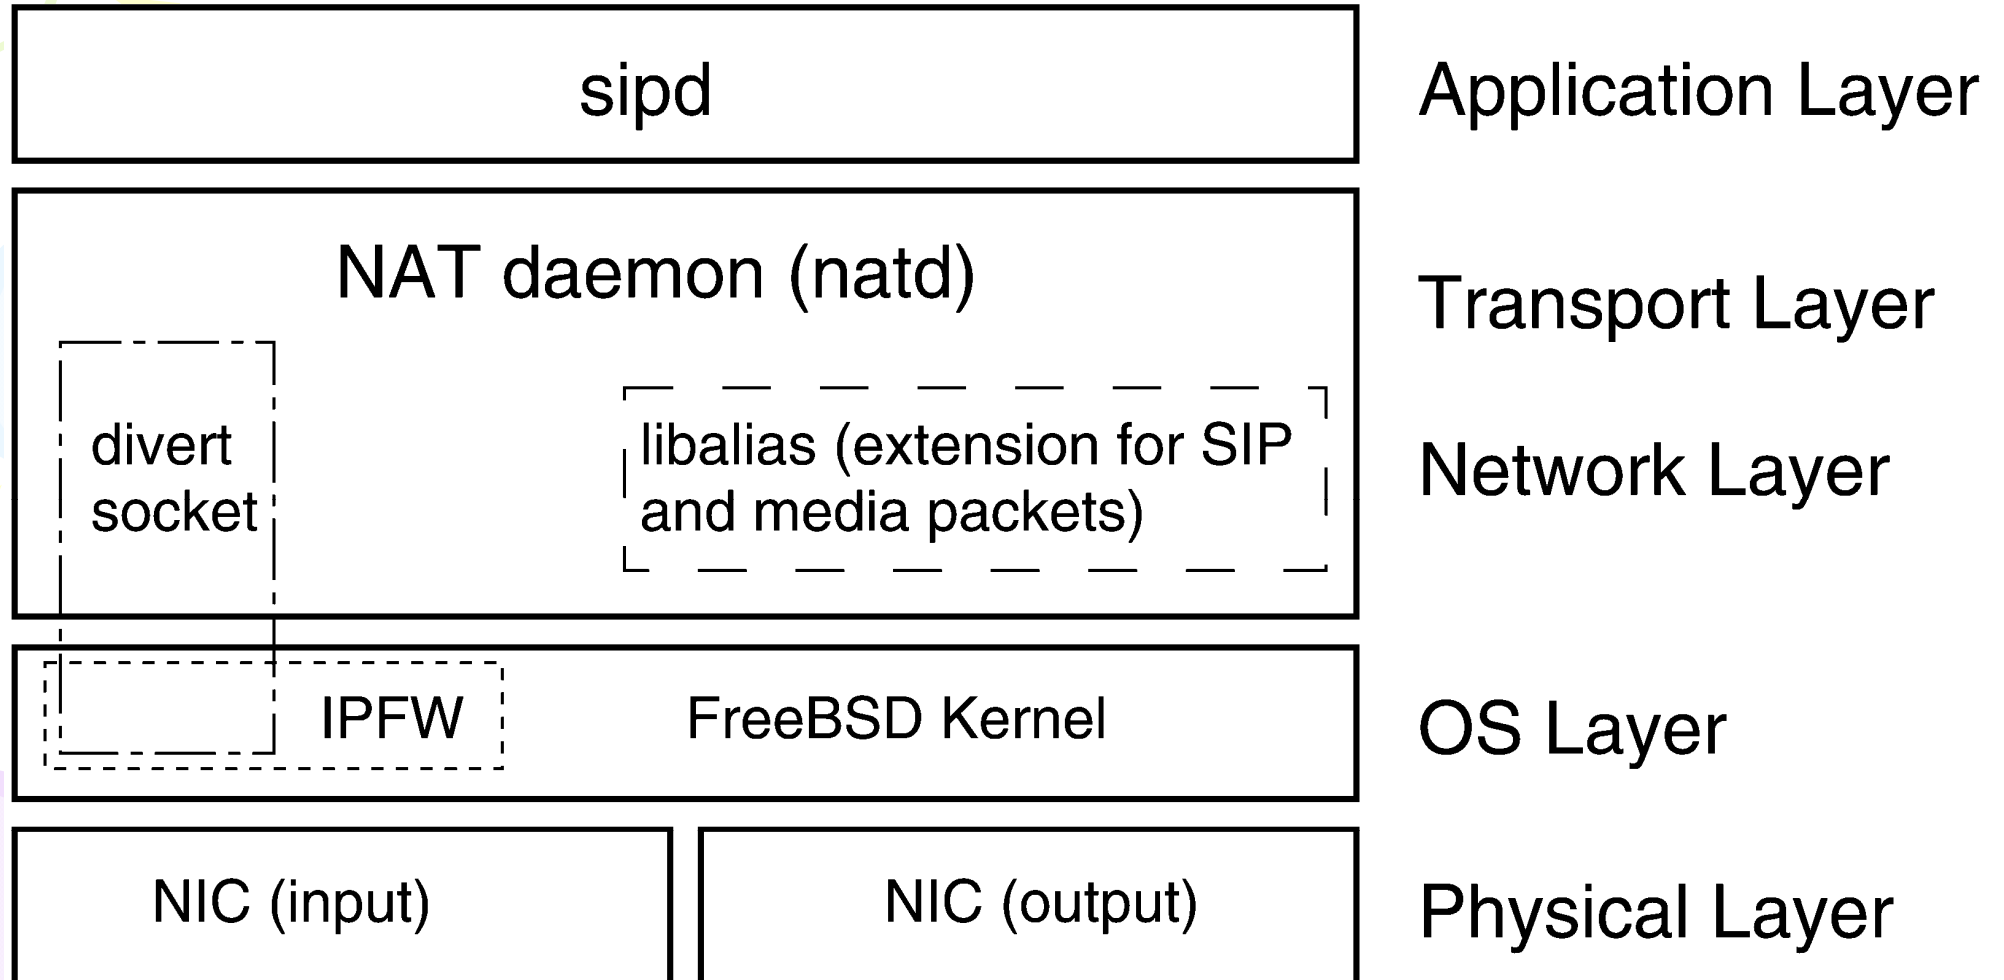 sipd
Application Layer
NAT daemon (natd)
Transport Layer
divert
socket
libalias (extension for SIP
and media packets)
Network Layer
IPFW
FreeBSD Kernel
OS Layer
NIC (input)
NIC (output)
Physical Layer